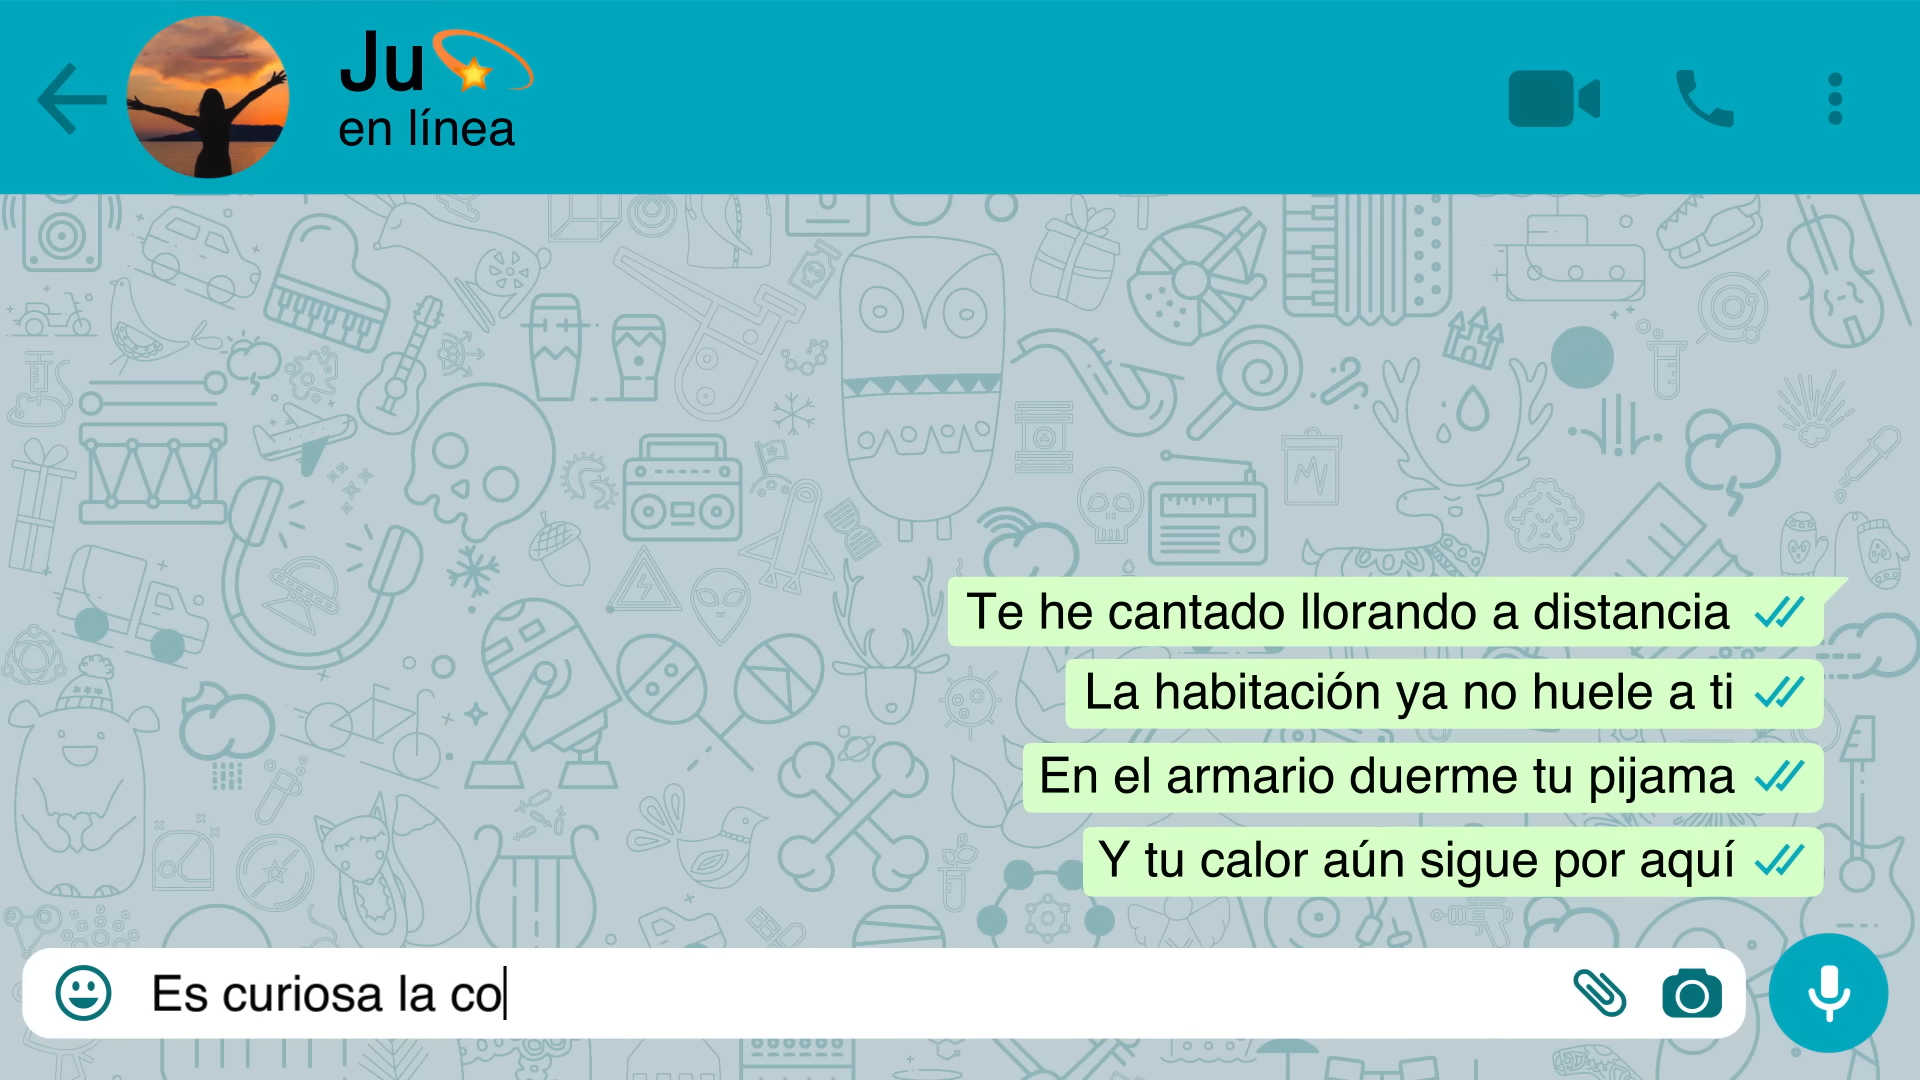 Ju💫
en línea
Te he cantado llorando a distancia
La habitación ya no huele a ti
En el armario duerme tu pijama
Y tu calor aún sigue por aquí
Es curiosa la co